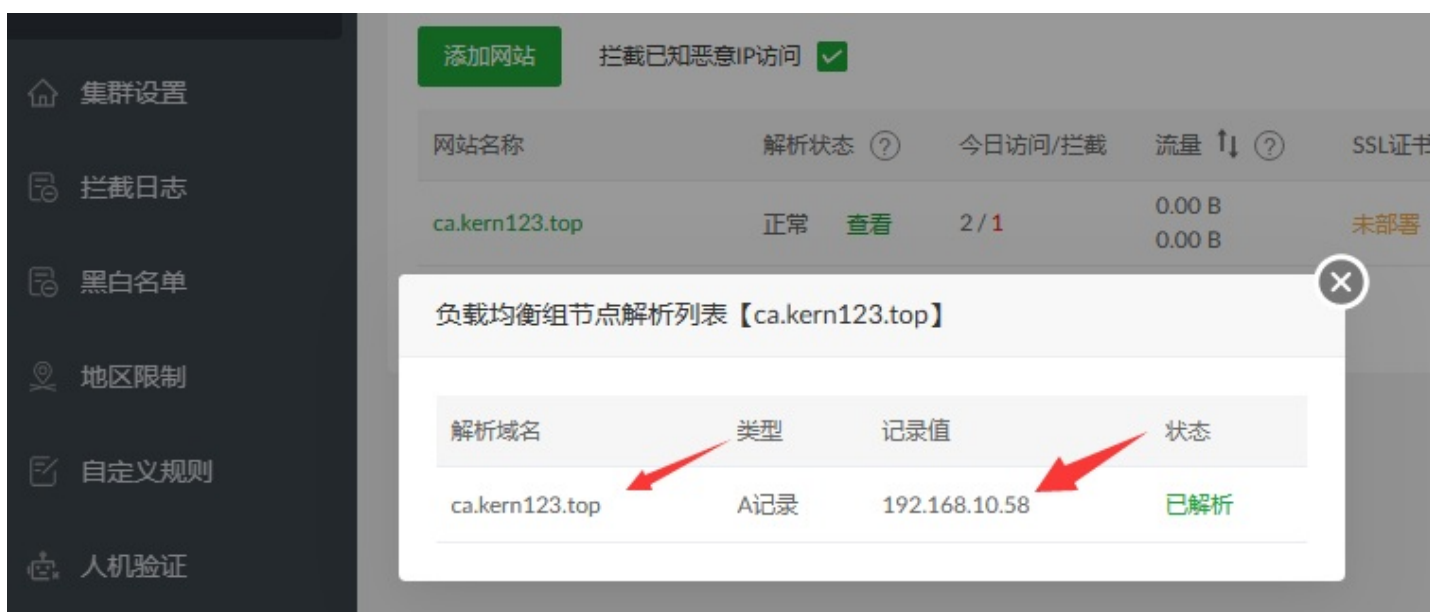 添加网站 拦截已知恶意IP访问
集群设置
网站名称 解析状态 今日访问/拦截 流量 SSL证书
拦截日志
ca.kern123.top 正常 查看 2 / 1 0.00 B 未部署
0.00 B
黑白名单
负载均衡组节点解析列表【ca.kern123.top】
地区限制
解析域名 类型 记录值 状态
自定义规则
ca.kern123.top A记录 192.168.10.58 已解析
人机验证